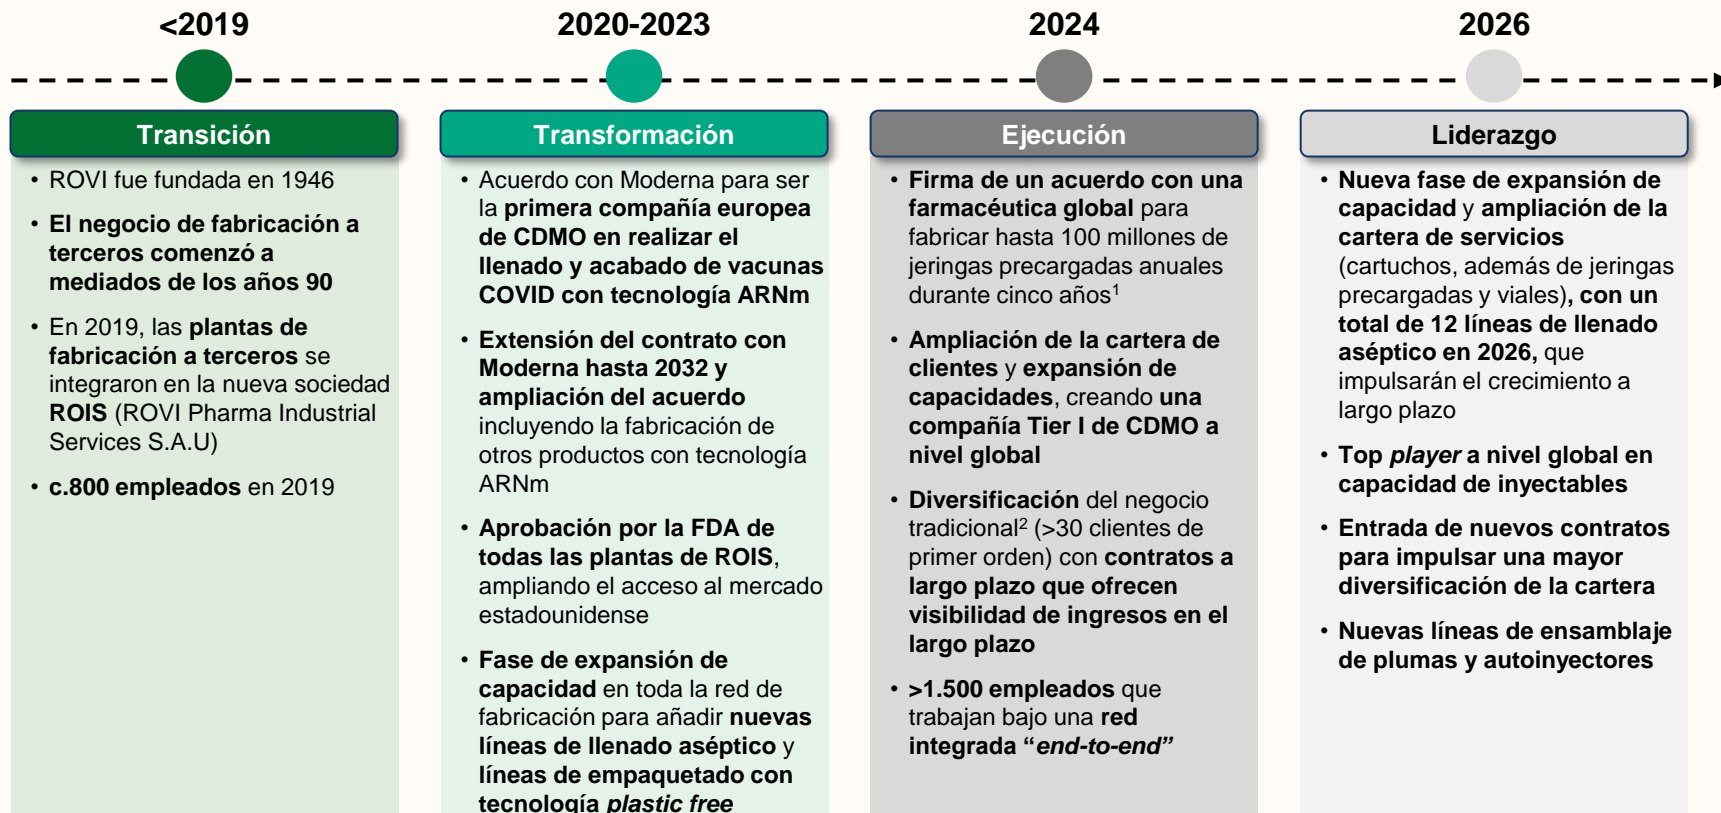 <2019
2020-2023
2024
2026
Transición
Transformación
Ejecución
Liderazgo
• ROVI fue fundada en 1946
• El negocio de fabricación a
terceros comenzó a
mediados de los años 90
• En 2019, las plantas de
fabricación a terceros se
integraron en la nueva sociedad
ROIS (ROVI Pharma Industrial
Services S.A.U)
• c.800 empleados en 2019
• Acuerdo con Moderna para ser
la primera compañía europea
de CDMO en realizar el
llenado y acabado de vacunas
COVID con tecnología ARNm
• Extensión del contrato con
Moderna hasta 2032 y
ampliación del acuerdo
incluyendo la fabricación de
otros productos con tecnología
ARNm
• Aprobación por la FDA de
todas las plantas de ROIS,
ampliando el acceso al mercado
estadounidense
• Fase de expansión de
capacidad en toda la red de
fabricación para añadir nuevas
líneas de llenado aséptico y
líneas de empaquetado con
tecnología plastic free
• Firma de un acuerdo con una
farmacéutica global para
fabricar hasta 100 millones de
jeringas precargadas anuales
durante cinco años¹
• Ampliación de la cartera de
clientes y expansión de
capacidades, creando una
compañía Tier I de CDMO a
nivel global
• Diversificación del negocio
tradicional² (>30 clientes de
primer orden) con contratos a
largo plazo que ofrecen
visibilidad de ingresos en el
largo plazo
• >1.500 empleados que
trabajan bajo una red
integrada “end-to-end”
• Nueva fase de expansión de
capacidad y ampliación de la
cartera de servicios
(cartuchos, además de jeringas
precargadas y viales), con un
total de 12 líneas de llenado
aséptico en 2026, que
impulsarán el crecimiento a
largo plazo
• Top player a nivel global en
capacidad de inyectables
• Entrada de nuevos contratos
para impulsar una mayor
diversificación de la cartera
• Nuevas líneas de ensamblaje
de plumas y autoinyectores